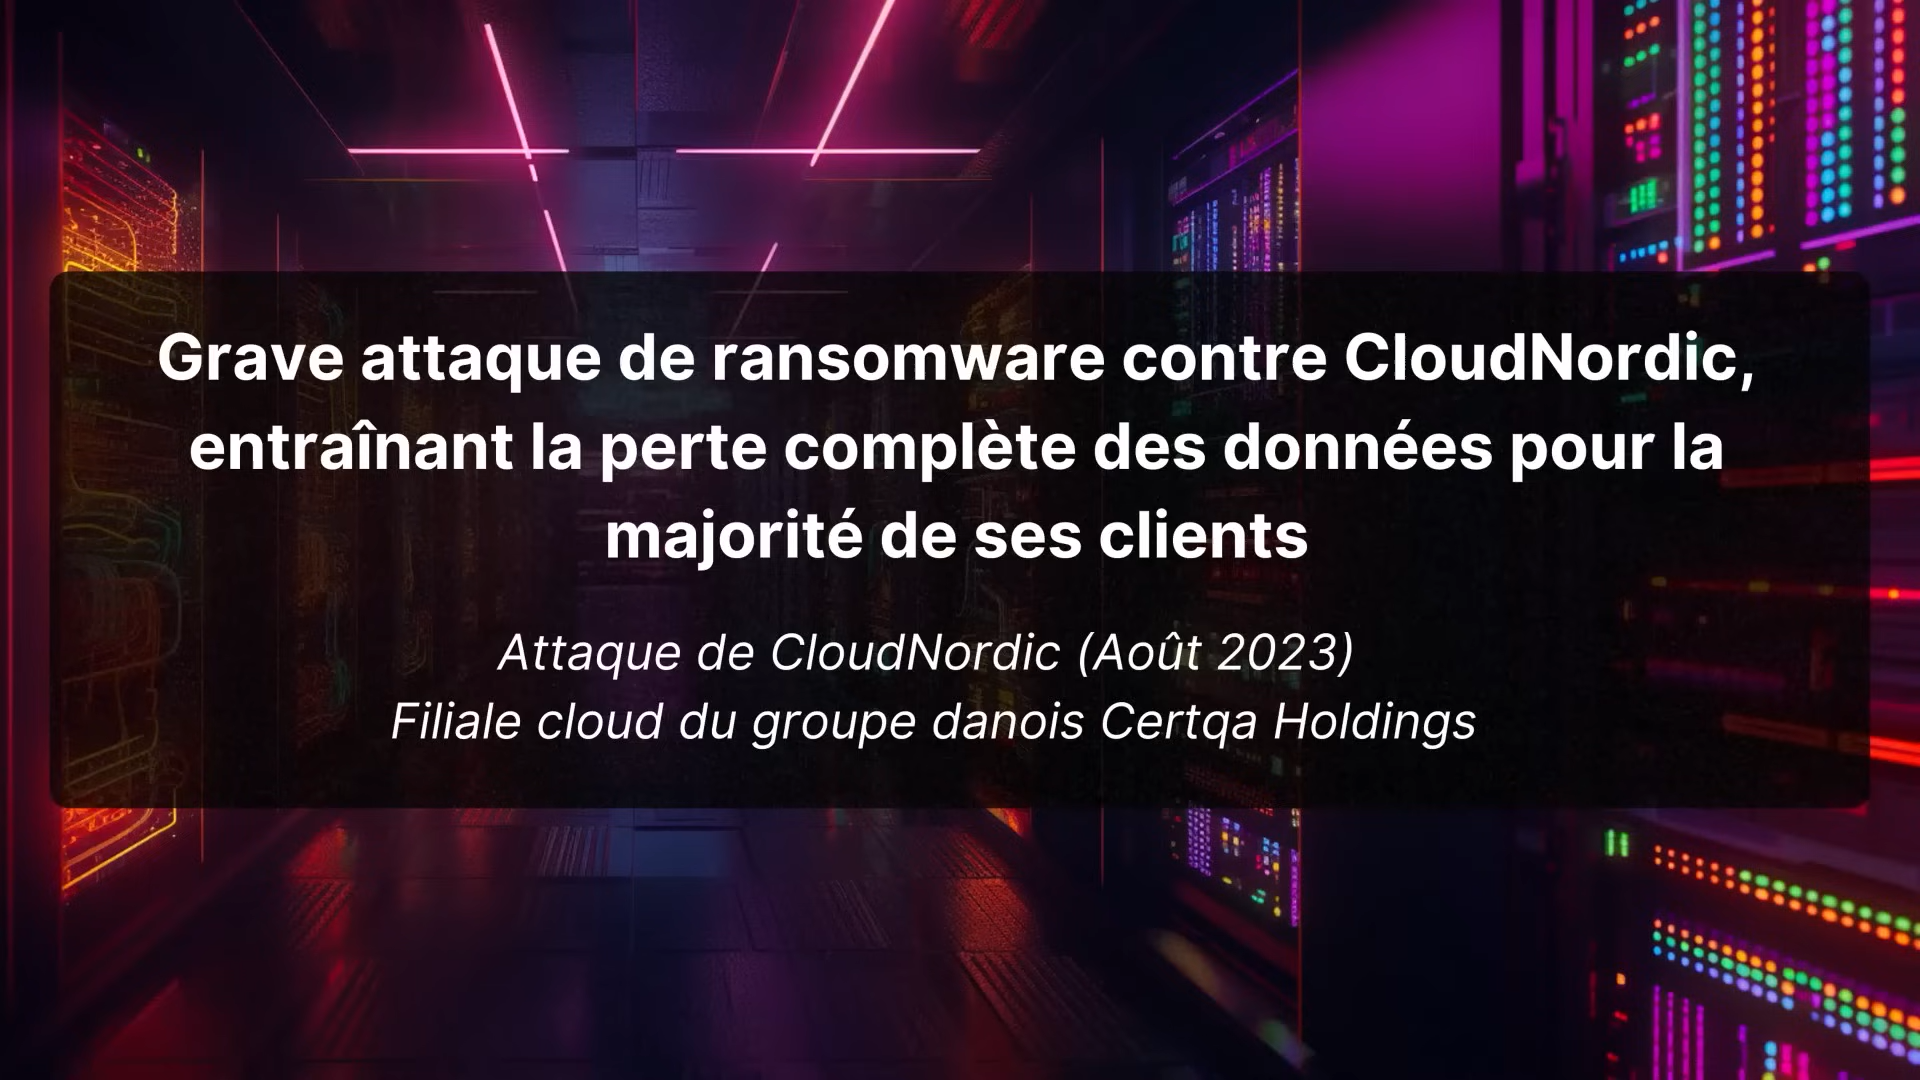 Grave attaque de ransomware contre CloudNordic,
entraînant la perte complète des données pour la
majorité de ses clients
Attaque de CloudNordic (Août 2023)
Filiale cloud du groupe danois Certqa Holdings